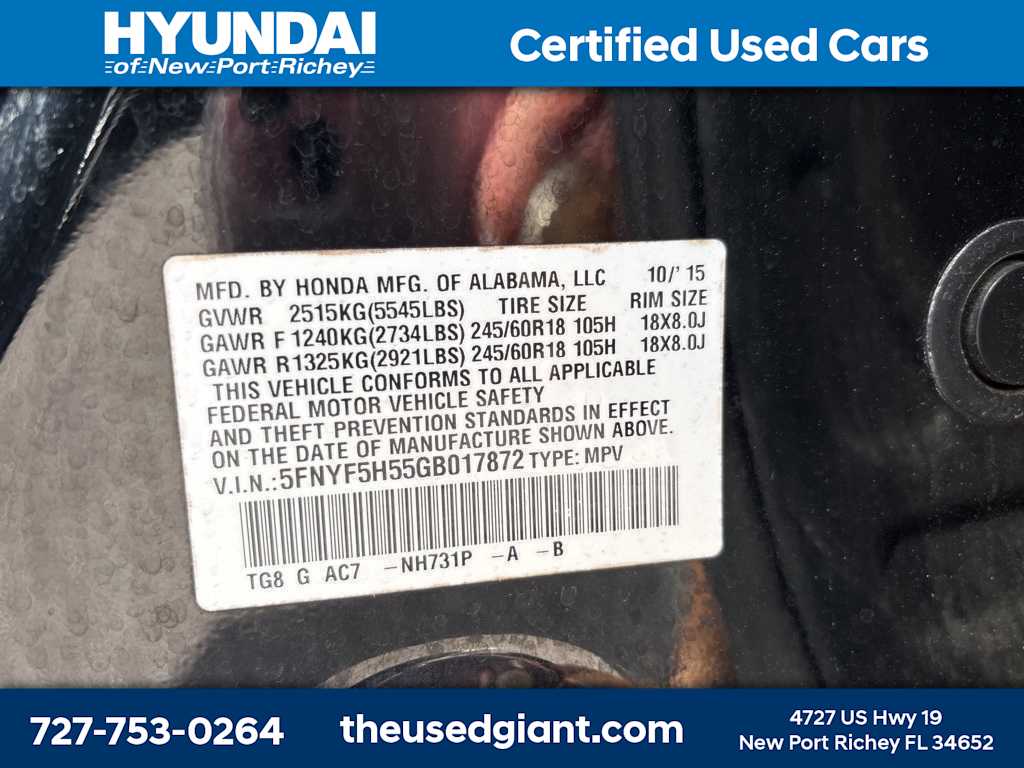 HYUNDAI
of New Port Richey
Certified Used Cars
MFD. BY HONDA MFG. OF ALABAMA, LLC 10/'15
GVWR 2515KG(5545LBS) TIRE SIZE RIM SIZE
GAWR F 1240KG(2734LBS) 245/60R18 105H 18X8.0J
GAWR R1325KG(2921LBS) 245/60R18 105H 18X8.0J
THIS VEHICLE CONFORMS TO ALL APPLICABLE
FEDERAL MOTOR VEHICLE SAFETY
AND THEFT PREVENTION STANDARDS IN EFFECT
ON THE DATE OF MANUFACTURE SHOWN ABOVE.
V.I.N.:5FNYF5H55GB017872 TYPE: MPV
TG8 G AC7 -NH731P -A -B
727-753-0264
theusedgiant.com
4727 US Hwy 19
New Port Richey FL 34652